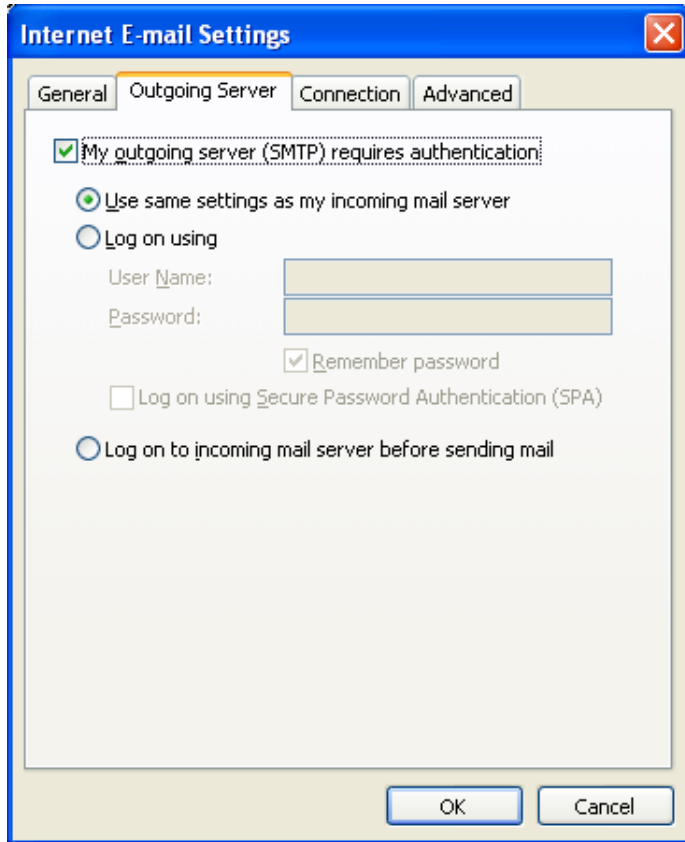 Internet E-mail Settings
General Outgoing Server Connection Advanced
My outgoing server (SMTP) requires authentication
Use same settings as my incoming mail server
Log on using
User Name:
Password:
Remember password
Log on using Secure Password Authentication (SPA)
Log on to incoming mail server before sending mail
OK Cancel